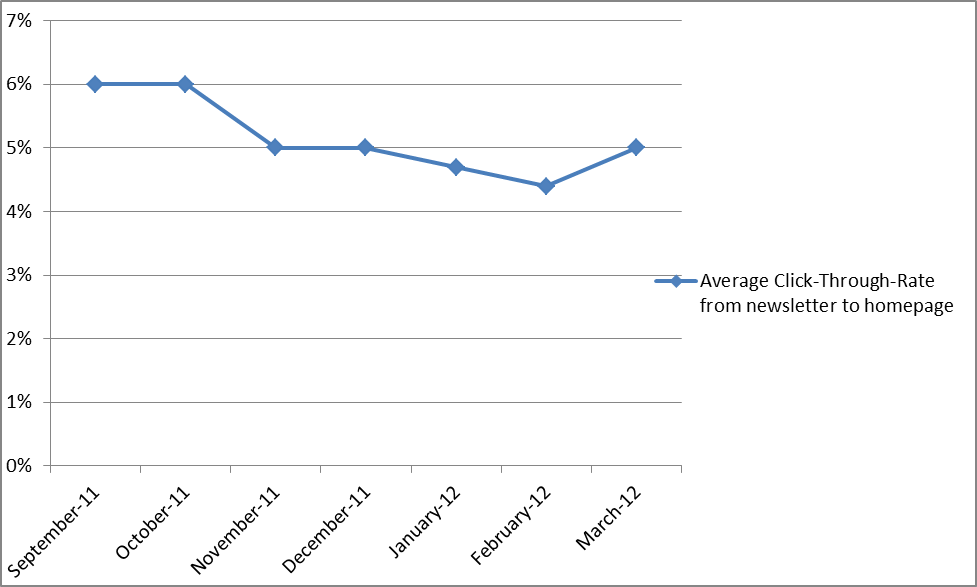 7%
6%
5%
4%
3%
2%
1%
0%
Average Click-Through-Rate
from newsletter to homepage
September-11
October-11
November-11
December-11
January-12
February-12
March-12